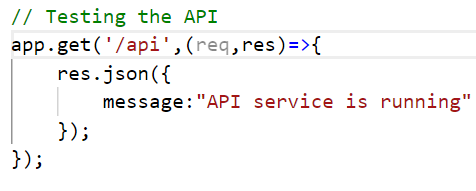 // Testing the API
app.get('/api',(req,res)=>{
    res.json({
        message:"API service is running"
    });
});